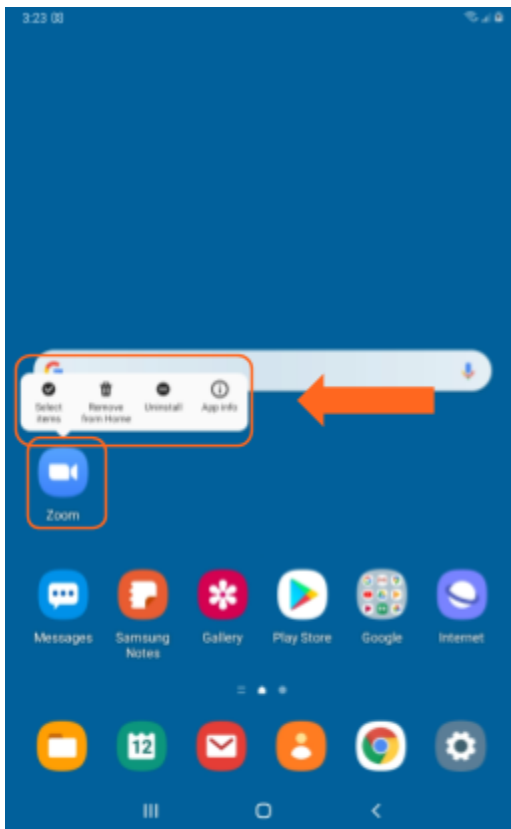 3:23
Select Remove Uninstall App info
items from Home
Zoom
Messages Samsung Gallery Play Store Google Internet
Notes
12